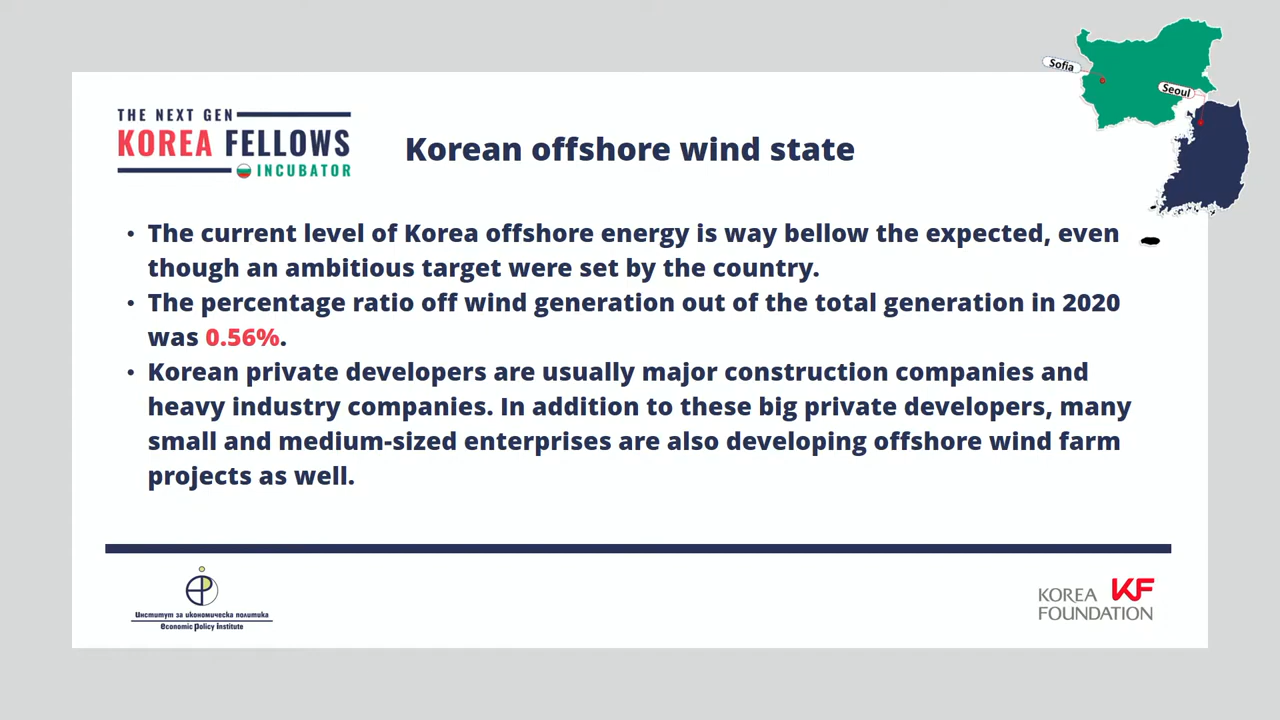 Sofia
Seoul
THE NEXT GEN
KOREA FELLOWS
INCUBATOR
Korean offshore wind state
• The current level of Korea offshore energy is way bellow the expected, even
though an ambitious target were set by the country.
• The percentage ratio off wind generation out of the total generation in 2020
was 0.56%.
• Korean private developers are usually major construction companies and
heavy industry companies. In addition to these big private developers, many
small and medium-sized enterprises are also developing offshore wind farm
projects as well.
Институт за икономическа политика
Economic Policy Institute
KOREA KF
FOUNDATION